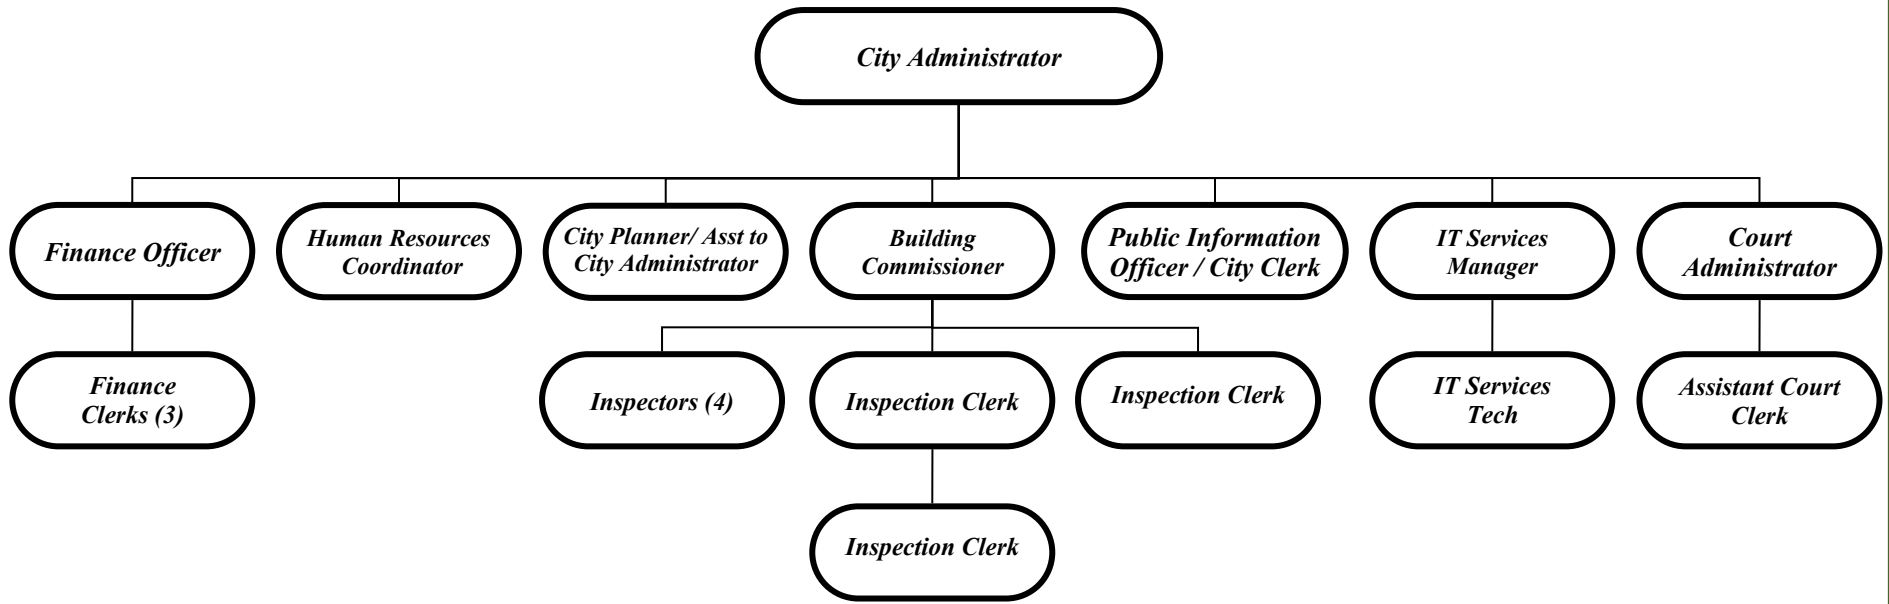 City Administrator
Finance Officer
Human Resources
Coordinator
City Planner/ Asst to
City Administrator
Building
Commissioner
Public Information
Officer / City Clerk
IT Services
Manager
Court
Administrator
Finance
Clerks (3)
Inspectors (4)
Inspection Clerk
Inspection Clerk
IT Services
Tech
Assistant Court
Clerk
Inspection Clerk